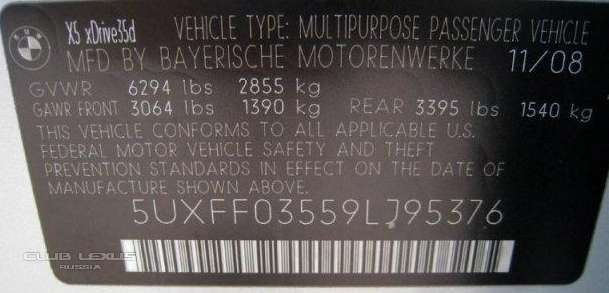 BMW
X5 xDrive35d
VEHICLE TYPE: MULTIPURPOSE PASSENGER VEHICLE
MFD BY BAYERISCHE MOTORENWERKE 11/08
GVWR 6294 lbs 2855 kg
GAWR FRONT 3064 lbs 1390 kg REAR 3395 lbs 1540 kg
THIS VEHICLE CONFORMS TO ALL APPLICABLE U.S.
FEDERAL MOTOR VEHICLE SAFETY AND THEFT
PREVENTION STANDARDS IN EFFECT ON THE DATE OF
MANUFACTURE SHOWN ABOVE.
5UXFF03559LJ95376
CLUB LEXUS
RUSSIA